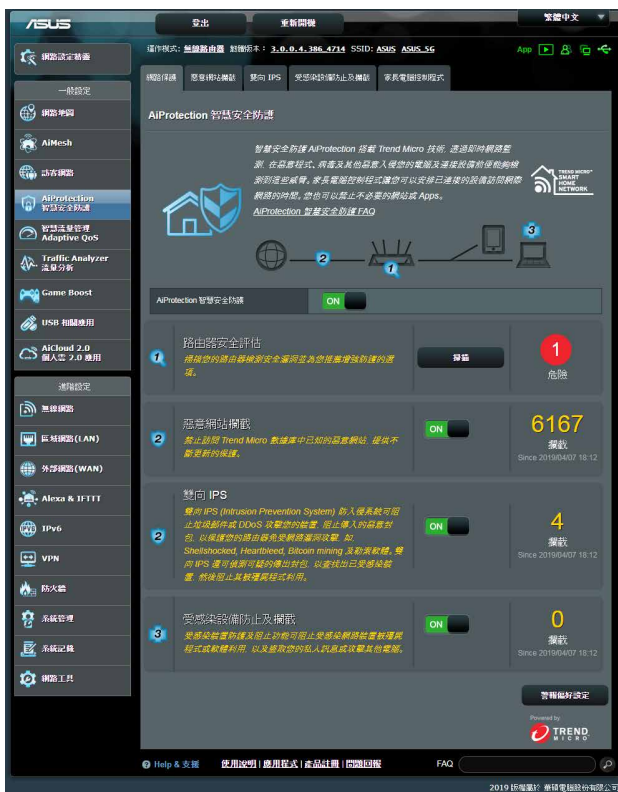 ASUS
登出
重新開機
繁體中文
運作模式: 無線路由器 韌體版本: 3.0.0.4.386_4714 SSID: ASUS ASUS_5G
App
網路設定精靈
網路保護
惡意網站攔截
雙向 IPS
受感染設備防止及攔截
家長電腦控制程式
一般設定
網路地圖
AiMesh
訪客網路
AiProtection
智慧安全防護
智慧流量管理
Adaptive QoS
Traffic Analyzer
流量分析
Game Boost
USB 相關應用
AiCloud 2.0
個人雲 2.0 應用
進階設定
無線網路
區域網路(LAN)
外部網路(WAN)
Alexa & IFTTT
IPv6
VPN
防火牆
系統管理
系統記錄
網路工具
AiProtection 智慧安全防護
智慧安全防護 AiProtection 搭載 Trend Micro 技術, 透過即時網路監
測, 在惡意程式、病毒及其他惡意入侵您的電腦及連接設備前便能夠檢
測到這些威脅。家長電腦控制程式讓您可以安排已連接的設備訪問網際
網路的時間, 您也可以禁止不必要的網站或 Apps。
AiProtection 智慧安全防護 FAQ
TREND MICRO
SMART
HOME
NETWORK
2
1
3
AiProtection 智慧安全防護
ON
1
路由器安全評估
掃描您的路由器檢測安全漏洞並為您推薦增強防護的選
項。
掃描
1
危險
2
惡意網站攔截
禁止訪問 Trend Micro 數據庫中已知的惡意網站, 提供不
斷更新的保護。
ON
6167
攔截
Since 2019/04/07 18:12
2
雙向 IPS
雙向 IPS (Intrusion Prevention System) 防入侵系統可阻
止垃圾郵件或 DDoS 攻擊您的裝置, 阻止傳入的惡意封
包, 以保護您的路由器免受網路漏洞攻擊, 如,
Shellshocked, Heartbleed, Bitcoin mining 及勒索軟體。雙
向 IPS 還可偵測可疑的傳出封包, 以查找出已受感染裝
置, 然後阻止其被殭屍程式利用。
ON
4
攔截
Since 2019/04/07 18:12
3
受感染設備防止及攔截
受感染裝置防護及阻止功能可阻止受感染網路裝置被殭屍
程式或軟體利用, 以及盜取您的私人訊息或攻擊其他電腦。
ON
0
攔截
Since 2019/04/07 18:12
警報偏好設定
Powered by
TREND
MICRO
Help & 支援
使用說明 | 應用程式 | 產品註冊 | 問題回報
FAQ
2019 版權屬於 華碩電腦股份有限公司